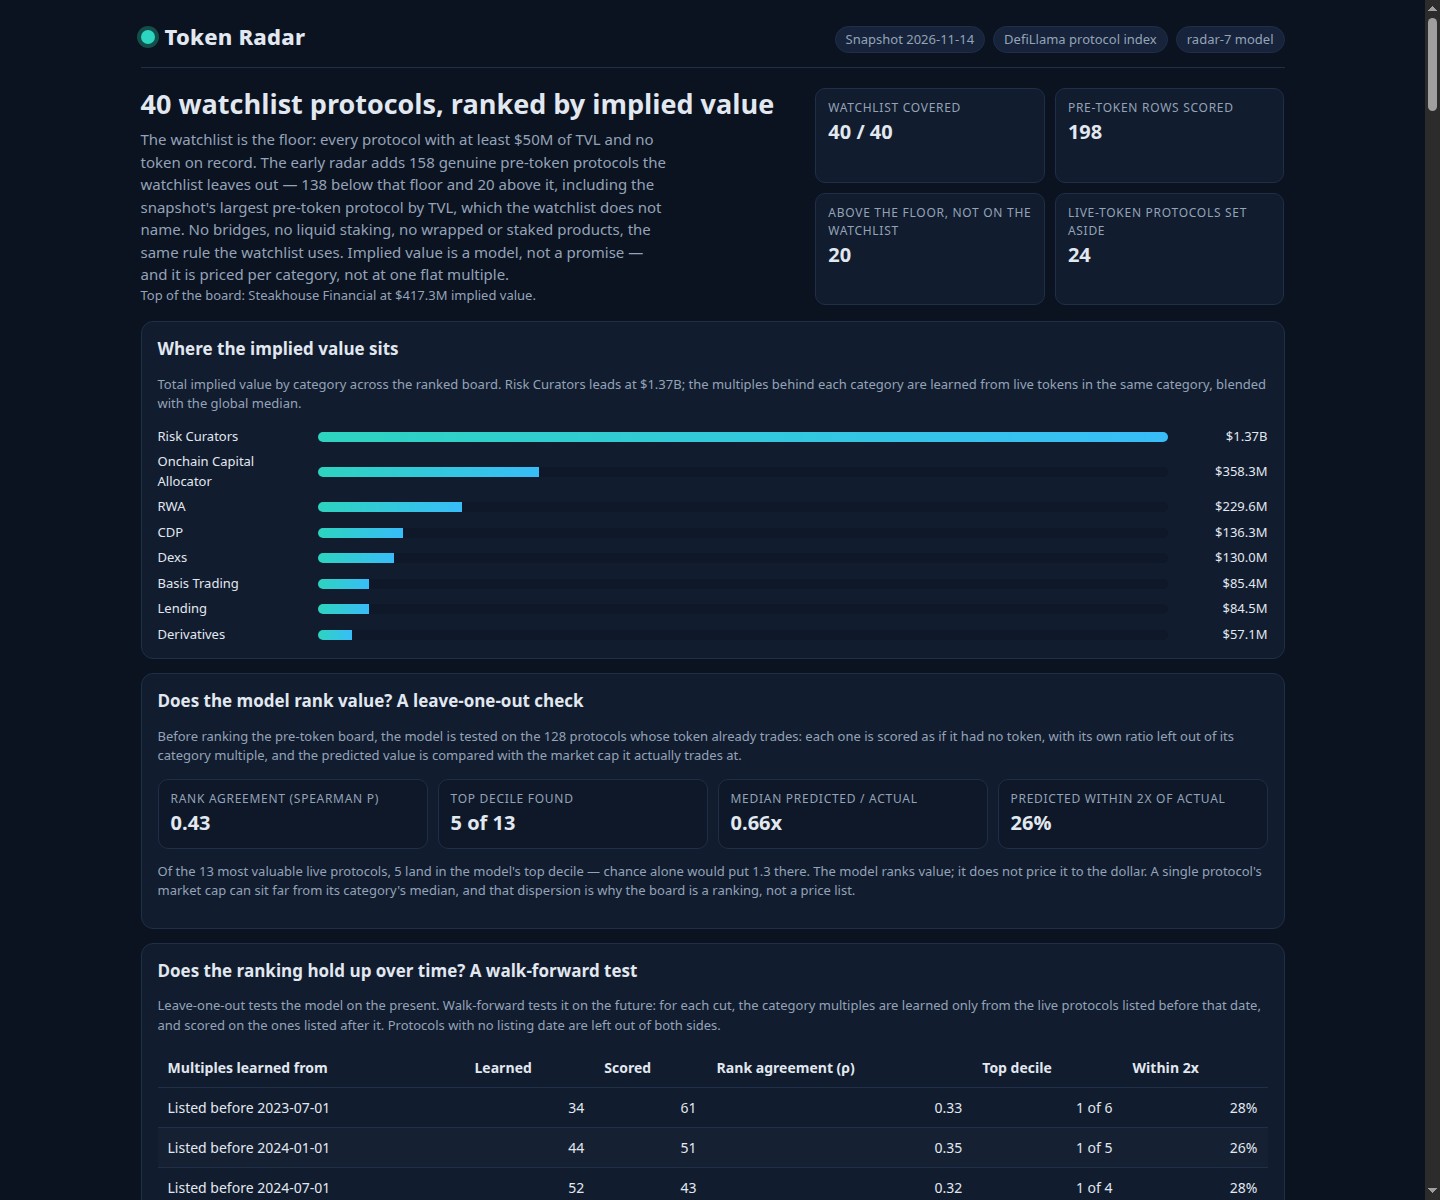 Token Radar
Snapshot 2026-11-14
DefiLlama protocol index
radar-7 model
40 watchlist protocols, ranked by implied value
The watchlist is the floor: every protocol with at least $50M of TVL and no
token on record. The early radar adds 158 genuine pre-token protocols the
watchlist leaves out — 138 below that floor and 20 above it, including the
snapshot's largest pre-token protocol by TVL, which the watchlist does not
name. No bridges, no liquid staking, no wrapped or staked products, the
same rule the watchlist uses. Implied value is a model, not a promise —
and it is priced per category, not at one flat multiple.
Top of the board: Steakhouse Financial at $417.3M implied value.
WATCHLIST COVERED
40 / 40
PRE-TOKEN ROWS SCORED
198
ABOVE THE FLOOR, NOT ON THE
WATCHLIST
20
LIVE-TOKEN PROTOCOLS SET
ASIDE
24
Where the implied value sits
Total implied value by category across the ranked board. Risk Curators leads at $1.37B; the multiples behind each category are learned from live tokens in the same category, blended
with the global median.
Risk Curators $1.37B
Onchain Capital
Allocator $358.3M
RWA $229.6M
CDP $136.3M
Dexs $130.0M
Basis Trading $85.4M
Lending $84.5M
Derivatives $57.1M
Does the model rank value? A leave-one-out check
Before ranking the pre-token board, the model is tested on the 128 protocols whose token already trades: each one is scored as if it had no token, with its own ratio left out of its
category multiple, and the predicted value is compared with the market cap it actually trades at.
RANK AGREEMENT (SPEARMAN Ρ)
0.43
TOP DECILE FOUND
5 of 13
MEDIAN PREDICTED / ACTUAL
0.66x
PREDICTED WITHIN 2X OF ACTUAL
26%
Of the 13 most valuable live protocols, 5 land in the model's top decile — chance alone would put 1.3 there. The model ranks value; it does not price it to the dollar. A single protocol's
market cap can sit far from its category's median, and that dispersion is why the board is a ranking, not a price list.
Does the ranking hold up over time? A walk-forward test
Leave-one-out tests the model on the present. Walk-forward tests it on the future: for each cut, the category multiples are learned only from the live protocols listed before that date,
and scored on the ones listed after it. Protocols with no listing date are left out of both sides.
Multiples learned from Learned Scored Rank agreement (ρ) Top decile Within 2x
Listed before 2023-07-01 34 61 0.33 1 of 6 28%
Listed before 2024-01-01 44 51 0.35 1 of 5 26%
Listed before 2024-07-01 52 43 0.32 1 of 4 28%